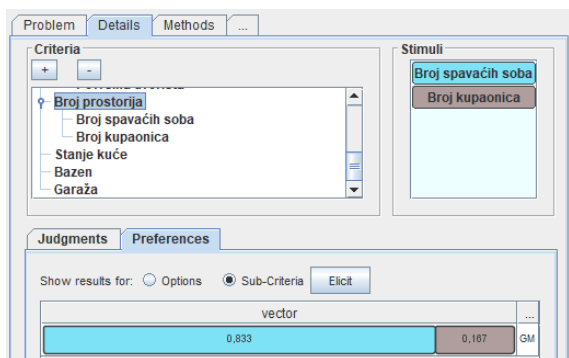 Problem Details Methods ...
Criteria
+ -
Broj prostorija
Broj spavaćih soba
Broj kupaonica
Stanje kuće
Bazen
Garaža
Stimuli
Broj spavaćih soba
Broj kupaonica
Judgments Preferences
Show results for: Options Sub-Criteria Elicit
vector ...
0,833 0,167 GM